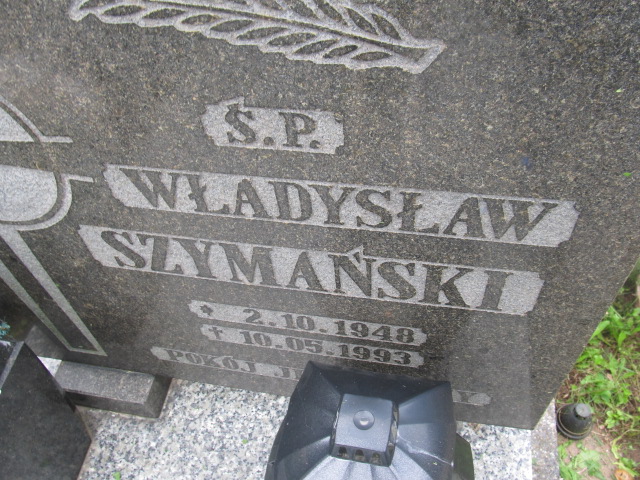 Ś.P.
WŁADYSŁAW
SZYMAŃSKI
* 2.10.1948
† 10.05.1993
POKÓJ